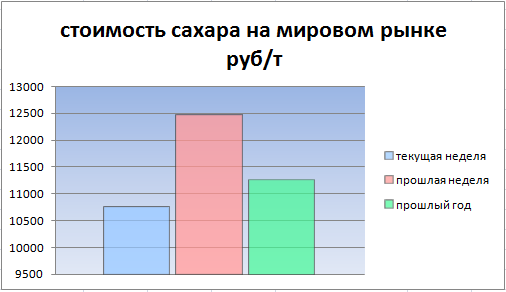 стоимость сахара на мировом рынке
руб/т
13000
12500
12000
11500
11000
10500
10000
9500
текущая неделя
прошлая неделя
прошлый год